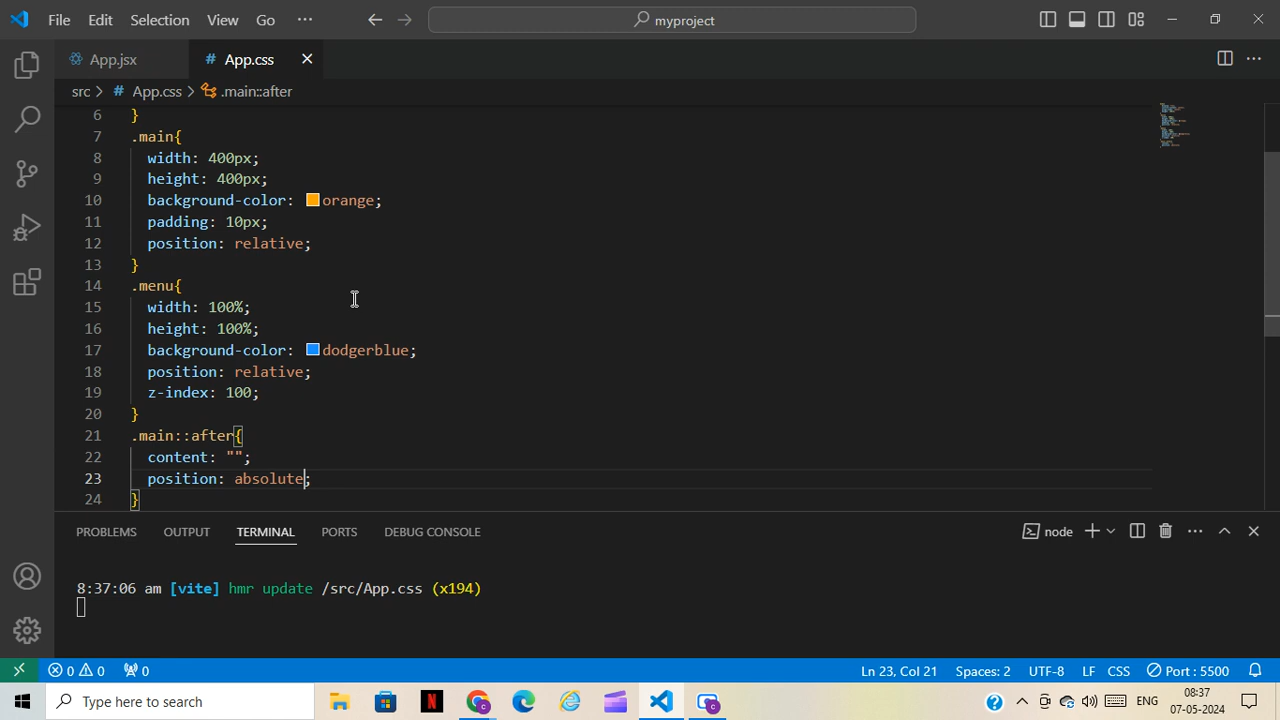 File Edit Selection View Go ··· myproject
App.jsx # App.css
src > # App.css > .main::after
6 }
7 .main{
8 width: 400px;
9 height: 400px;
10 background-color: orange;
11 padding: 10px;
12 position: relative;
13 }
14 .menu{
15 width: 100%;
16 height: 100%;
17 background-color: dodgerblue;
18 position: relative;
19 z-index: 100;
20 }
21 .main::after{
22 content: "";
23 position: absolute;
24 }
PROBLEMS OUTPUT TERMINAL PORTS DEBUG CONSOLE node
8:37:06 am [vite] hmr update /src/App.css (x194)
0 0 0 Ln 23, Col 21 Spaces: 2 UTF-8 LF CSS Port : 5500
Type here to search ENG 08:37
07-05-2024